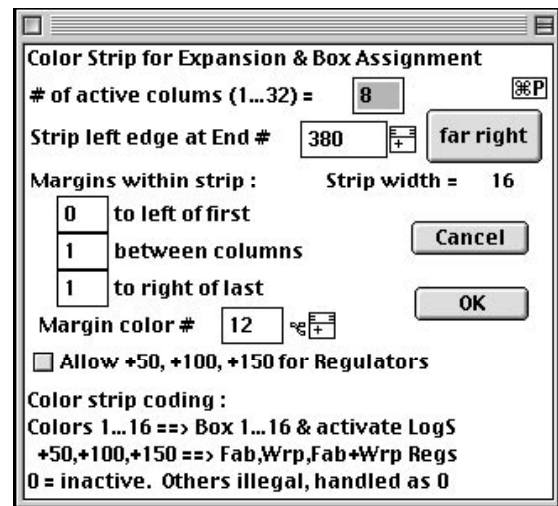 Color Strip for Expansion & Box Assignment
# of active colums (1...32) = 8 ⌘P
Strip left edge at End # 380 far right
Margins within strip : Strip width = 16
0 to left of first
1 between columns
Cancel
1 to right of last
OK
Margin color # 12
Allow +50, +100, +150 for Regulators
Color strip coding :
Colors 1...16 ==> Box 1...16 & activate LogS
+50,+100,+150 ==> Fab,Wrp,Fab+Wrp Regs
0 = inactive. Others illegal, handled as 0